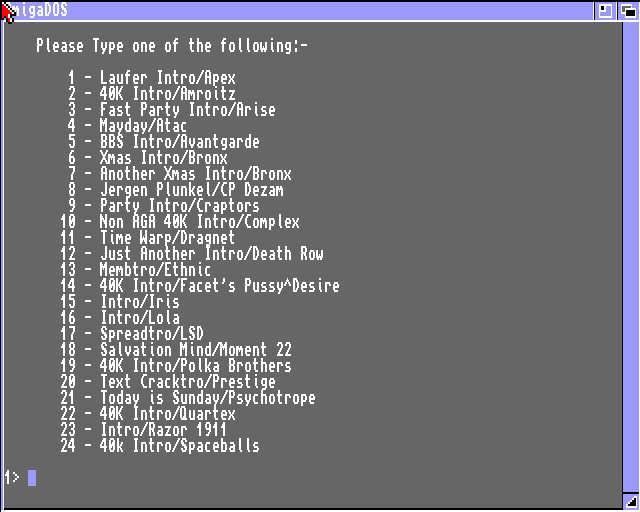 AmigaDOS
Please Type one of the following:-
1 - Laufer Intro/Apex
2 - 40K Intro/Amroitz
3 - Fast Party Intro/Arise
4 - Mayday/Atac
5 - BBS Intro/Avantgarde
6 - Xmas Intro/Bronx
7 - Another Xmas Intro/Bronx
8 - Jergen Plunkel/CP Dezam
9 - Party Intro/Craptors
10 - Non AGA 40K Intro/Complex
11 - Time Warp/Dragnet
12 - Just Another Intro/Death Row
13 - Membtro/Ethnic
14 - 40K Intro/Facet's Pussy^Desire
15 - Intro/Iris
16 - Intro/Lola
17 - Spreadtro/LSD
18 - Salvation Mind/Moment 22
19 - 40K Intro/Polka Brothers
20 - Text Cracktro/Prestige
21 - Today is Sunday/Psychotrope
22 - 40K Intro/Quartex
23 - Intro/Razor 1911
24 - 40k Intro/Spaceballs
1>